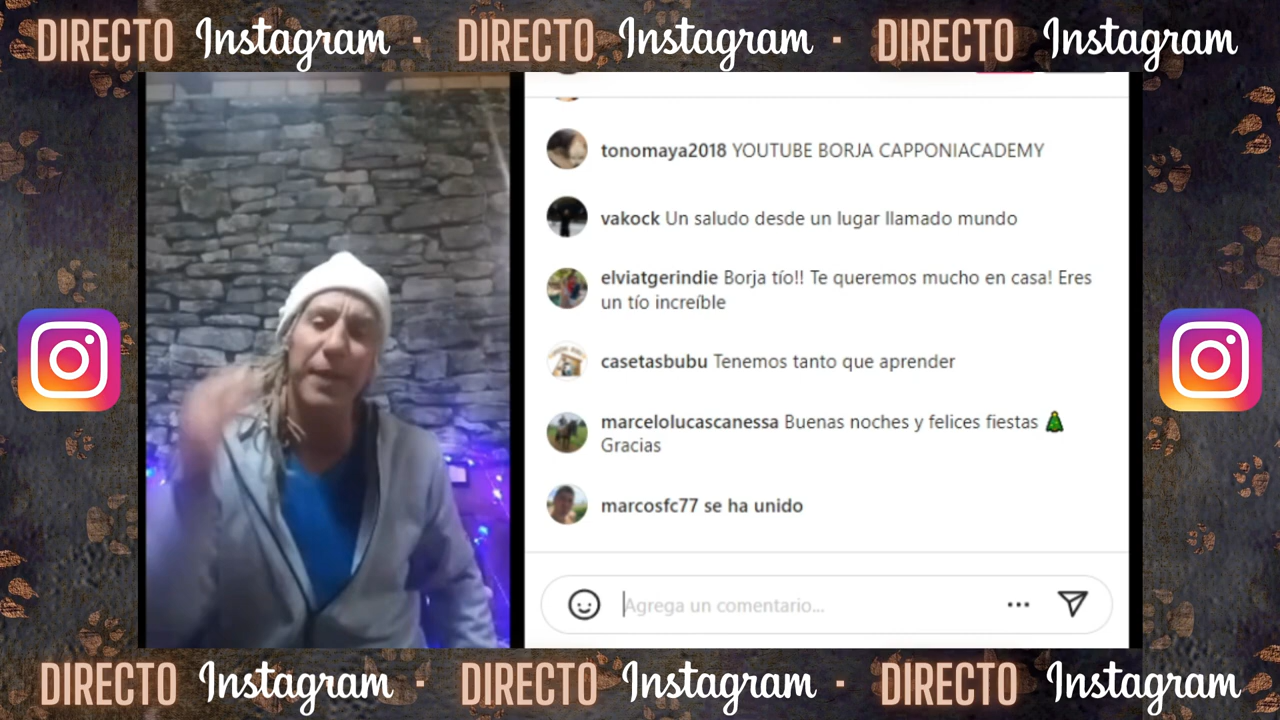 DIRECTO Instagram · DIRECTO Instagram · DIRECTO Instagram
tonomaya2018 YOUTUBE BORJA CAPPONIACADEMY
vakock Un saludo desde un lugar llamado mundo
elviatgerindie Borja tío!! Te queremos mucho en casa! Eres
un tío increíble
casetasbubu Tenemos tanto que aprender
marcelolucascanessa Buenas noches y felices fiestas 🎄
Gracias
marcosfc77 se ha unido
Agrega un comentario...
DIRECTO Instagram · DIRECTO Instagram · DIRECTO Instagram